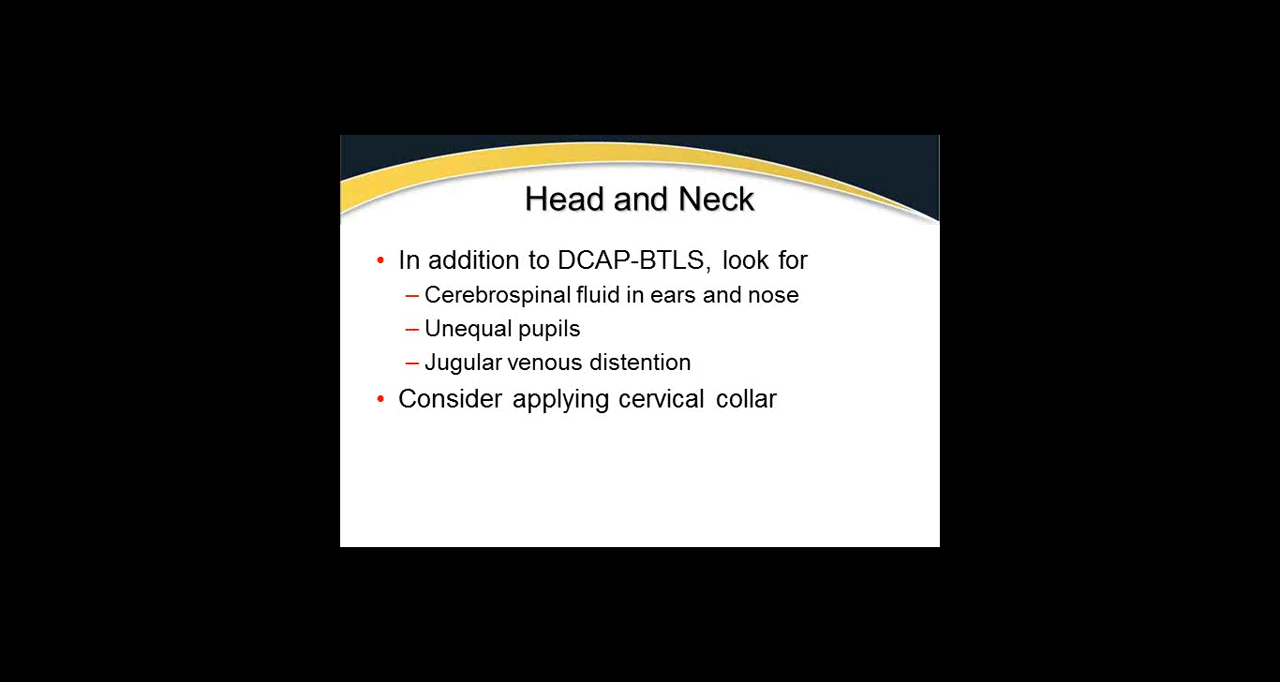 Head and Neck
• In addition to DCAP-BTLS, look for
– Cerebrospinal fluid in ears and nose
– Unequal pupils
– Jugular venous distention
• Consider applying cervical collar